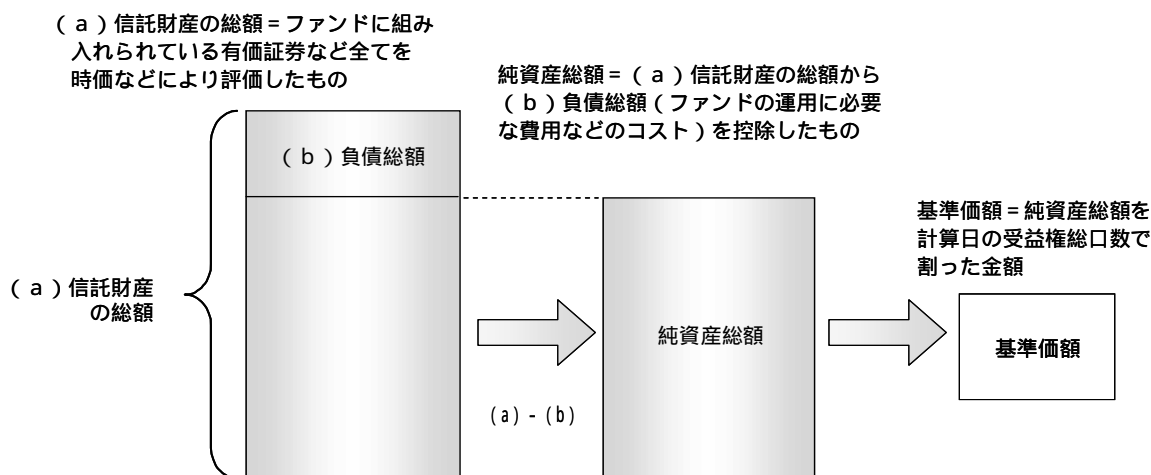 （ａ）信託財産の総額＝ファンドに組み
入れられている有価証券など全てを
時価などにより評価したもの
純資産総額＝（ａ）信託財産の総額から
（ｂ）負債総額（ファンドの運用に必要
な費用などのコスト）を控除したもの
（ｂ）負債総額
基準価額＝純資産総額を
計算日の受益権総口数で
割った金額
（ａ）信託財産
の総額
純資産総額
基準価額
(a)-(b)